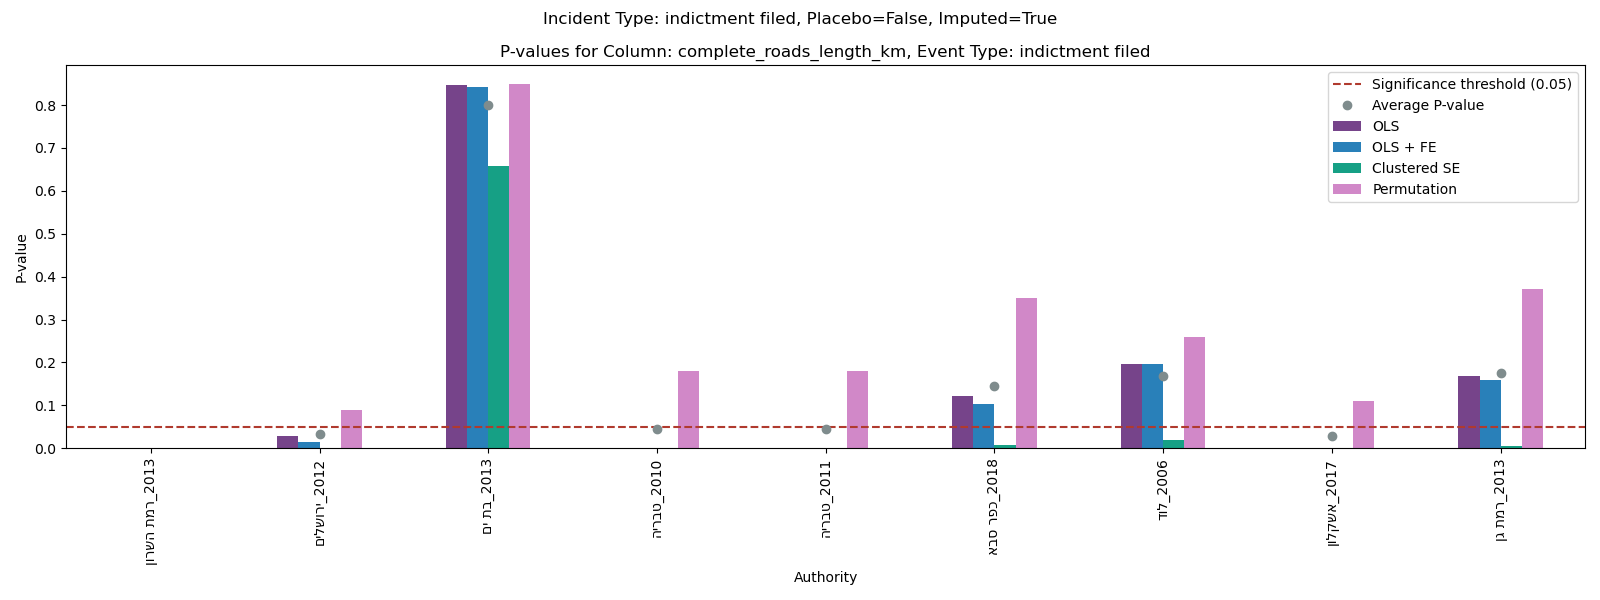 Incident Type: indictment filed, Placebo=False, Imputed=True
P-values for Column: complete_roads_length_km, Event Type: indictment filed
Significance threshold (0.05)
Average P-value
OLS
OLS + FE
Clustered SE
Permutation
P-value
0.8
0.7
0.6
0.5
0.4
0.3
0.2
0.1
0.0
רמת השרון_2013
ירושלים_2012
בת ים_2013
טבריה_2010
טבריה_2011
כפר סבא_2018
לוד_2006
אשקלון_2017
רמת גן_2013
Authority